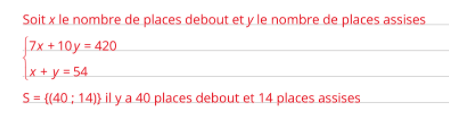 Soit x le nombre de places debout et y le nombre de places assises
7x + 10y = 420
x + y = 54
S = {(40 ; 14)} il y a 40 places debout et 14 places assises